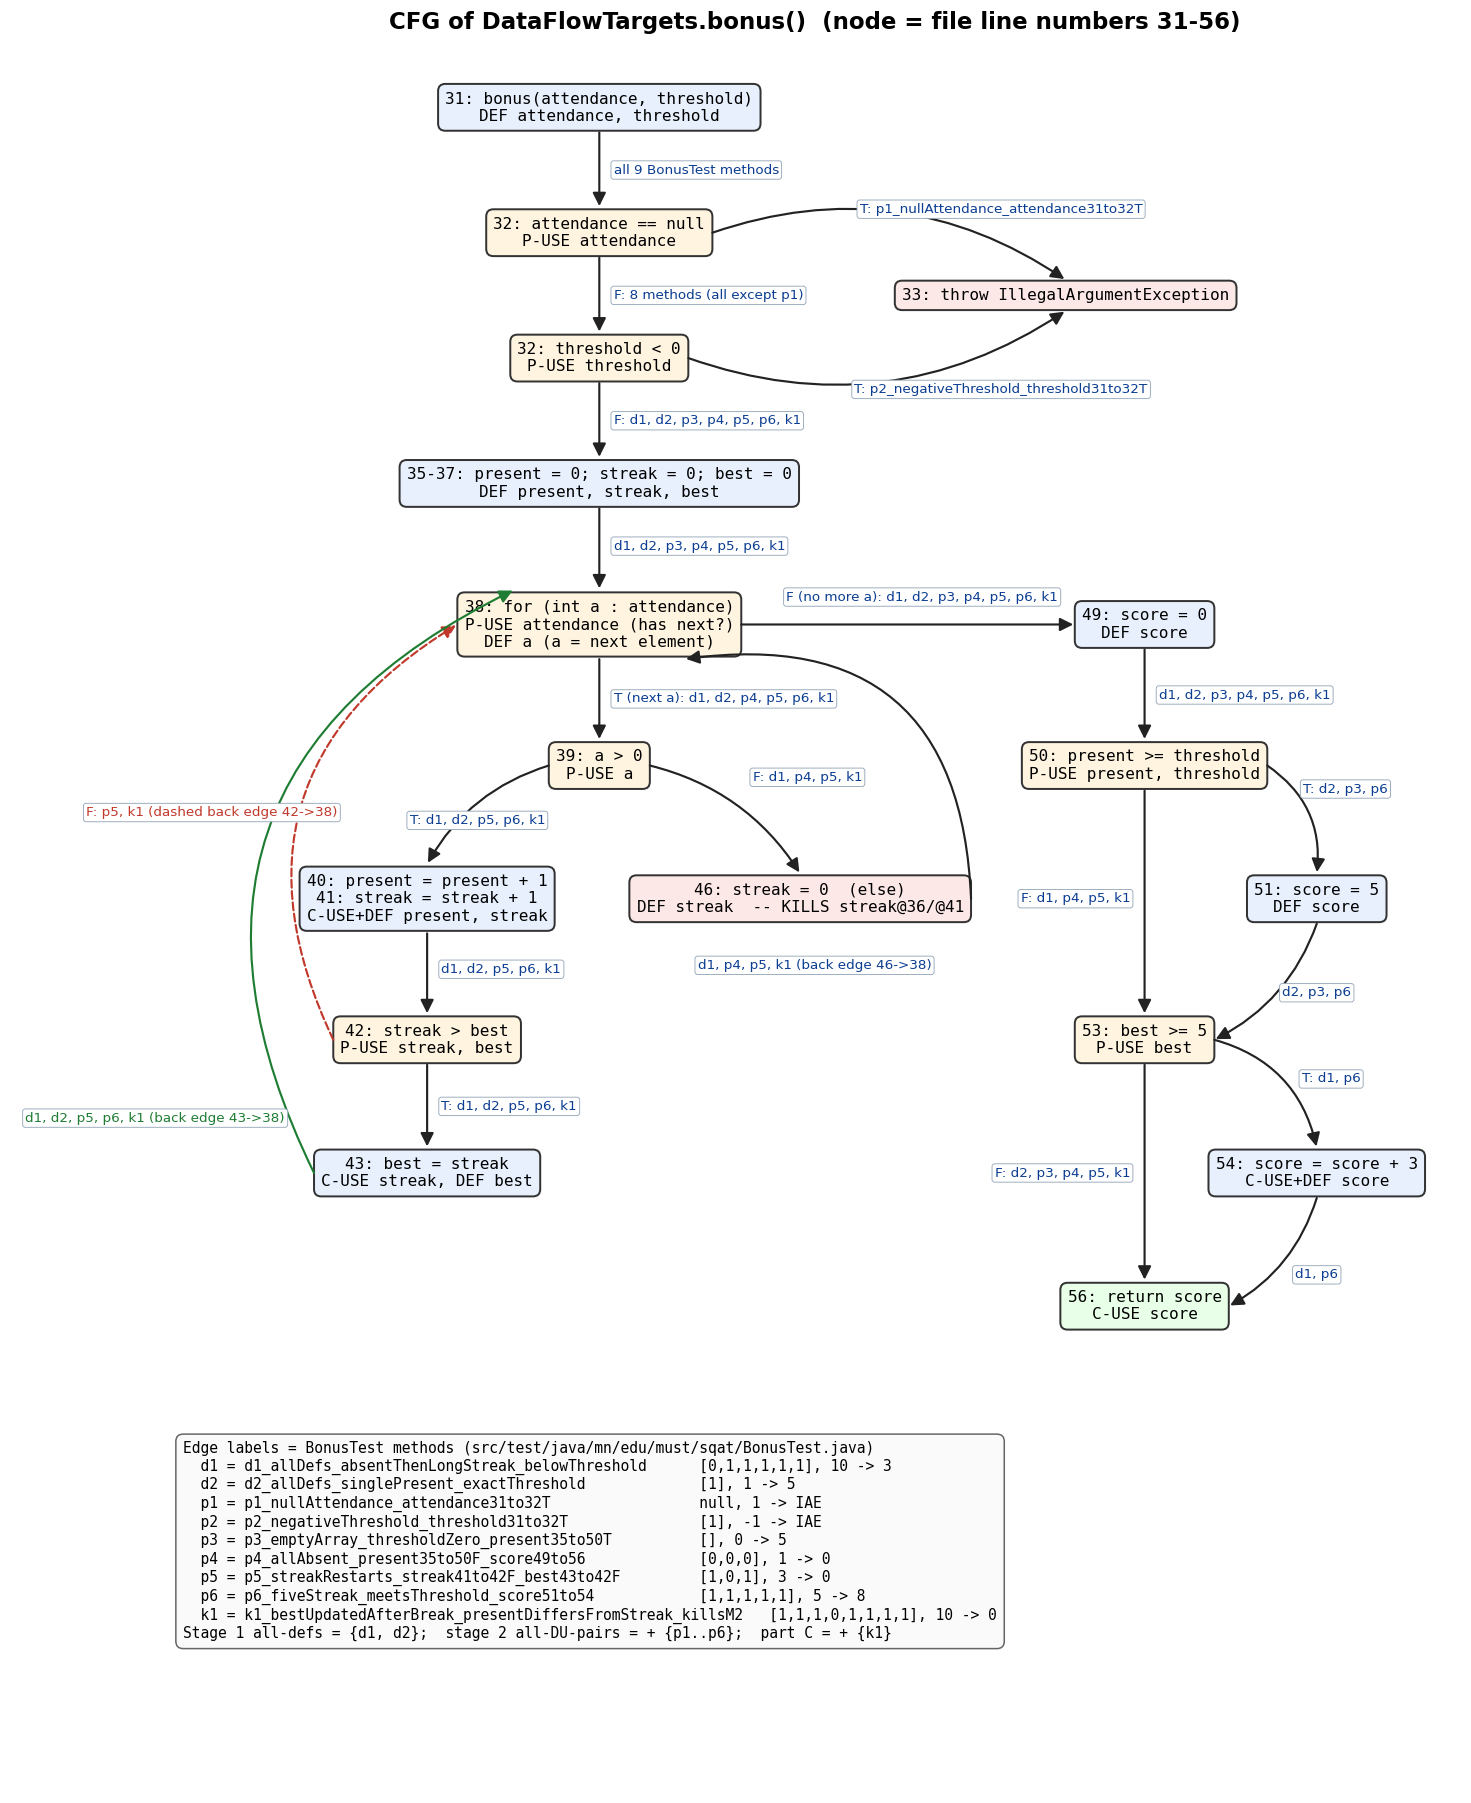 CFG of DataFlowTargets.bonus()  (node = file line numbers 31-56)
31: bonus(attendance, threshold)
DEF attendance, threshold
all 9 BonusTest methods
32: attendance == null
P-USE attendance
T: p1_nullAttendance_attendance31to32T
F: 8 methods (all except p1)
33: throw IllegalArgumentException
32: threshold < 0
P-USE threshold
T: p2_negativeThreshold_threshold31to32T
F: d1, d2, p3, p4, p5, p6, k1
35-37: present = 0; streak = 0; best = 0
DEF present, streak, best
d1, d2, p3, p4, p5, p6, k1
38: for (int a : attendance)
P-USE attendance (has next?)
DEF a (a = next element)
F (no more a): d1, d2, p3, p4, p5, p6, k1
49: score = 0
DEF score
T (next a): d1, d2, p4, p5, p6, k1
d1, d2, p3, p4, p5, p6, k1
39: a > 0
P-USE a
F: d1, p4, p5, k1
50: present >= threshold
P-USE present, threshold
T: d2, p3, p6
F: p5, k1 (dashed back edge 42->38)
T: d1, d2, p5, p6, k1
40: present = present + 1
41: streak = streak + 1
C-USE+DEF present, streak
46: streak = 0  (else)
DEF streak  -- KILLS streak@36/@41
F: d1, p4, p5, k1
51: score = 5
DEF score
d1, d2, p5, p6, k1
d1, p4, p5, k1 (back edge 46->38)
d2, p3, p6
42: streak > best
P-USE streak, best
53: best >= 5
P-USE best
T: d1, p6
d1, d2, p5, p6, k1 (back edge 43->38)
T: d1, d2, p5, p6, k1
43: best = streak
C-USE streak, DEF best
F: d2, p3, p4, p5, k1
54: score = score + 3
C-USE+DEF score
d1, p6
56: return score
C-USE score
Edge labels = BonusTest methods (src/test/java/mn/edu/must/sqat/BonusTest.java)
d1 = d1_allDefs_absentThenLongStreak_belowThreshold      [0,1,1,1,1,1], 10 -> 3
d2 = d2_allDefs_singlePresent_exactThreshold             [1], 1 -> 5
p1 = p1_nullAttendance_attendance31to32T                 null, 1 -> IAE
p2 = p2_negativeThreshold_threshold31to32T               [1], -1 -> IAE
p3 = p3_emptyArray_thresholdZero_present35to50T          [], 0 -> 5
p4 = p4_allAbsent_present35to50F_score49to56             [0,0,0], 1 -> 0
p5 = p5_streakRestarts_streak41to42F_best43to42F         [1,0,1], 3 -> 0
p6 = p6_fiveStreak_meetsThreshold_score51to54            [1,1,1,1,1], 5 -> 8
k1 = k1_bestUpdatedAfterBreak_presentDiffersFromStreak_killsM2   [1,1,1,0,1,1,1,1], 10 -> 0
Stage 1 all-defs = {d1, d2};  stage 2 all-DU-pairs = + {p1..p6};  part C = + {k1}